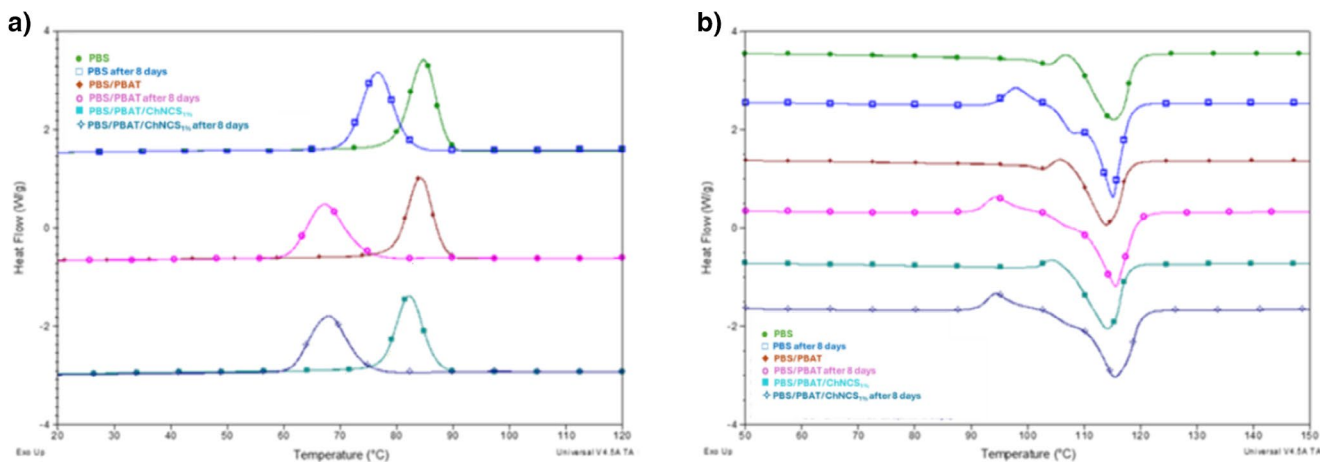 a)
4
2
0
-2
-4
Heat Flow (W/g)
PBS
PBS after 8 days
PBS/PBAT
PBS/PBAT after 8 days
PBS/PBAT/ChNCS1%
PBS/PBAT/ChNCS1% after 8 days
20 30 40 50 60 70 80 90 100 110 120
Exo Up
Temperature (°C)
Universal V4.5A TA
b)
4
2
0
-2
-4
Heat Flow (W/g)
PBS
PBS after 8 days
PBS/PBAT
PBS/PBAT after 8 days
PBS/PBAT/ChNCS1%
PBS/PBAT/ChNCS1% after 8 days
50 60 70 80 90 100 110 120 130 140 150
Exo Up
Temperature (°C)
Universal V4.5A TA